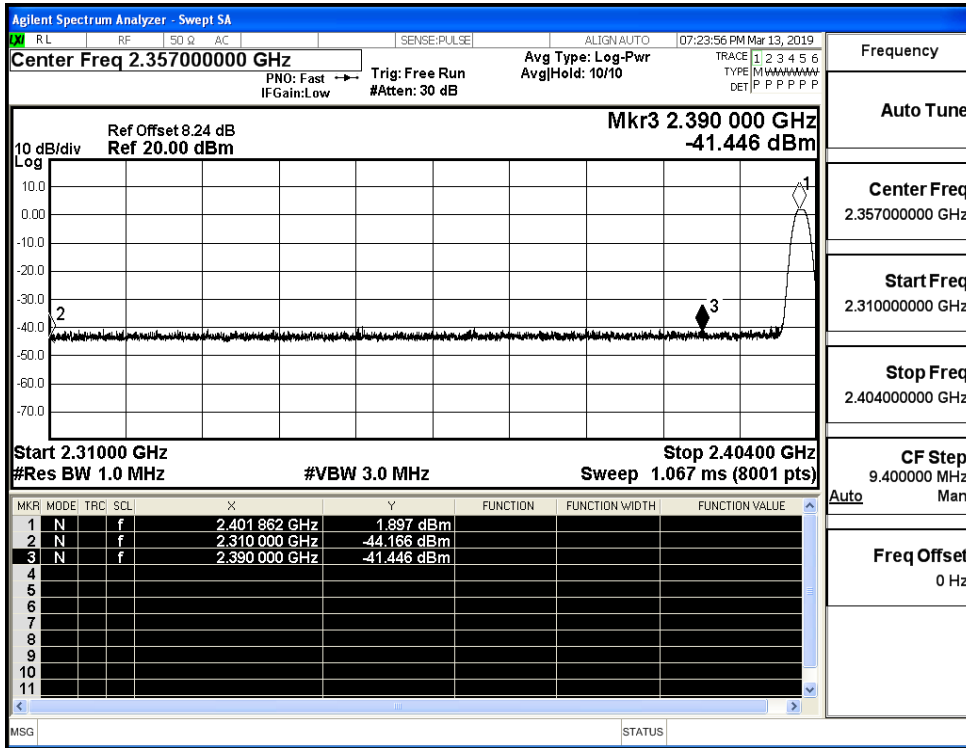 Agilent Spectrum Analyzer - Swept SA
LXI RL RF 50 Ω AC SENSE:PULSE ALIGN AUTO 07:23:56 PM Mar 13, 2019
Center Freq 2.357000000 GHz
PNO: Fast
IFGain:Low
Trig: Free Run
#Atten: 30 dB
Avg Type: Log-Pwr
Avg|Hold: 10/10
TRACE 1 2 3 4 5 6
TYPE M WWWWW
DET P P P P P P
Ref Offset 8.24 dB
10 dB/div Ref 20.00 dBm
Log
Mkr3 2.390 000 GHz
-41.446 dBm
10.0
0.00
-10.0
-20.0
-30.0
-40.0
-50.0
-60.0
-70.0
1
2
3
Start 2.31000 GHz Stop 2.40400 GHz
#Res BW 1.0 MHz #VBW 3.0 MHz Sweep 1.067 ms (8001 pts)
MKR MODE TRC SCL X Y FUNCTION FUNCTION WIDTH FUNCTION VALUE
1 N f 2.401 862 GHz 1.897 dBm
2 N f 2.310 000 GHz -44.166 dBm
3 N f 2.390 000 GHz -41.446 dBm
4
5
6
7
8
9
10
11
MSG STATUS
Frequency
Auto Tune
Center Freq
2.357000000 GHz
Start Freq
2.310000000 GHz
Stop Freq
2.404000000 GHz
CF Step
9.400000 MHz
Auto Man
Freq Offset
0 Hz